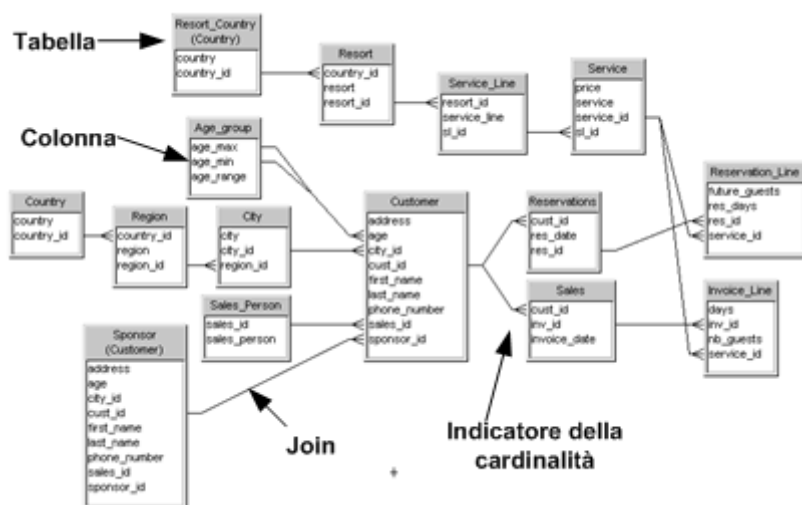 Tabella
Resort_Country
(Country)
country
country_id
Resort
country_id
resort
resort_id
Service_Line
resort_id
service_line
sl_id
Service
price
service
service_id
sl_id
Colonna
Age_group
age_max
age_min
age_range
Country
country
country_id
Region
country_id
region
region_id
City
city
city_id
region_id
Customer
address
age
city_id
cust_id
first_name
last_name
phone_number
sales_id
sponsor_id
Reservations
cust_id
res_date
res_id
Reservation_Line
future_guests
res_days
res_id
service_id
Sales_Person
sales_id
sales_person
Sales
cust_id
inv_id
invoice_date
Invoice_Line
days
inv_id
nb_guests
service_id
Sponsor
(Customer)
address
age
city_id
cust_id
first_name
last_name
phone_number
sales_id
sponsor_id
Join
Indicatore della
cardinalità